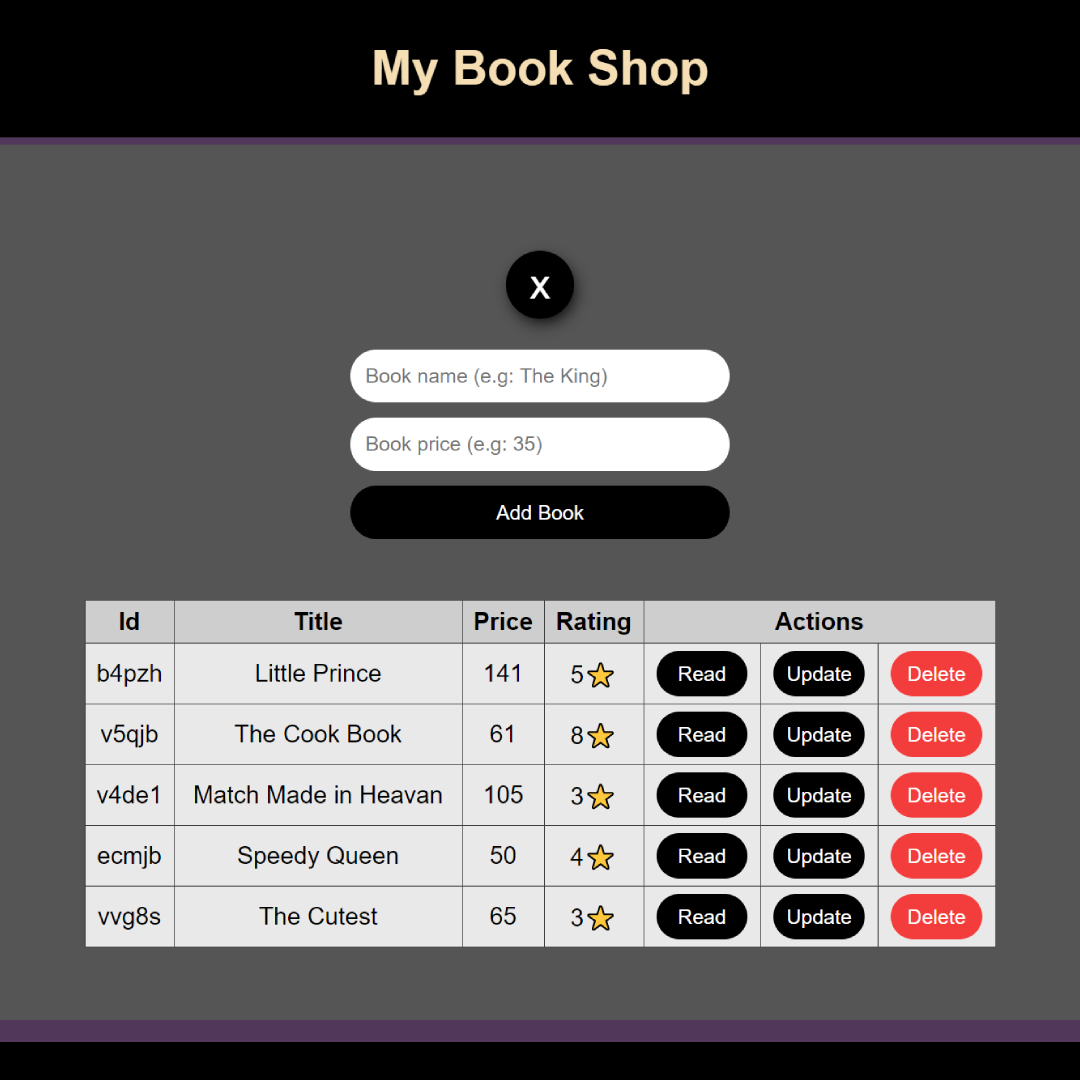 My Book Shop
X
Book name (e.g: The King)
Book price (e.g: 35)
Add Book
Id Title Price Rating Actions
b4pzh Little Prince 141 5⭐ Read Update Delete
v5qjb The Cook Book 61 8⭐ Read Update Delete
v4de1 Match Made in Heavan 105 3⭐ Read Update Delete
ecmjb Speedy Queen 50 4⭐ Read Update Delete
vvg8s The Cutest 65 3⭐ Read Update Delete